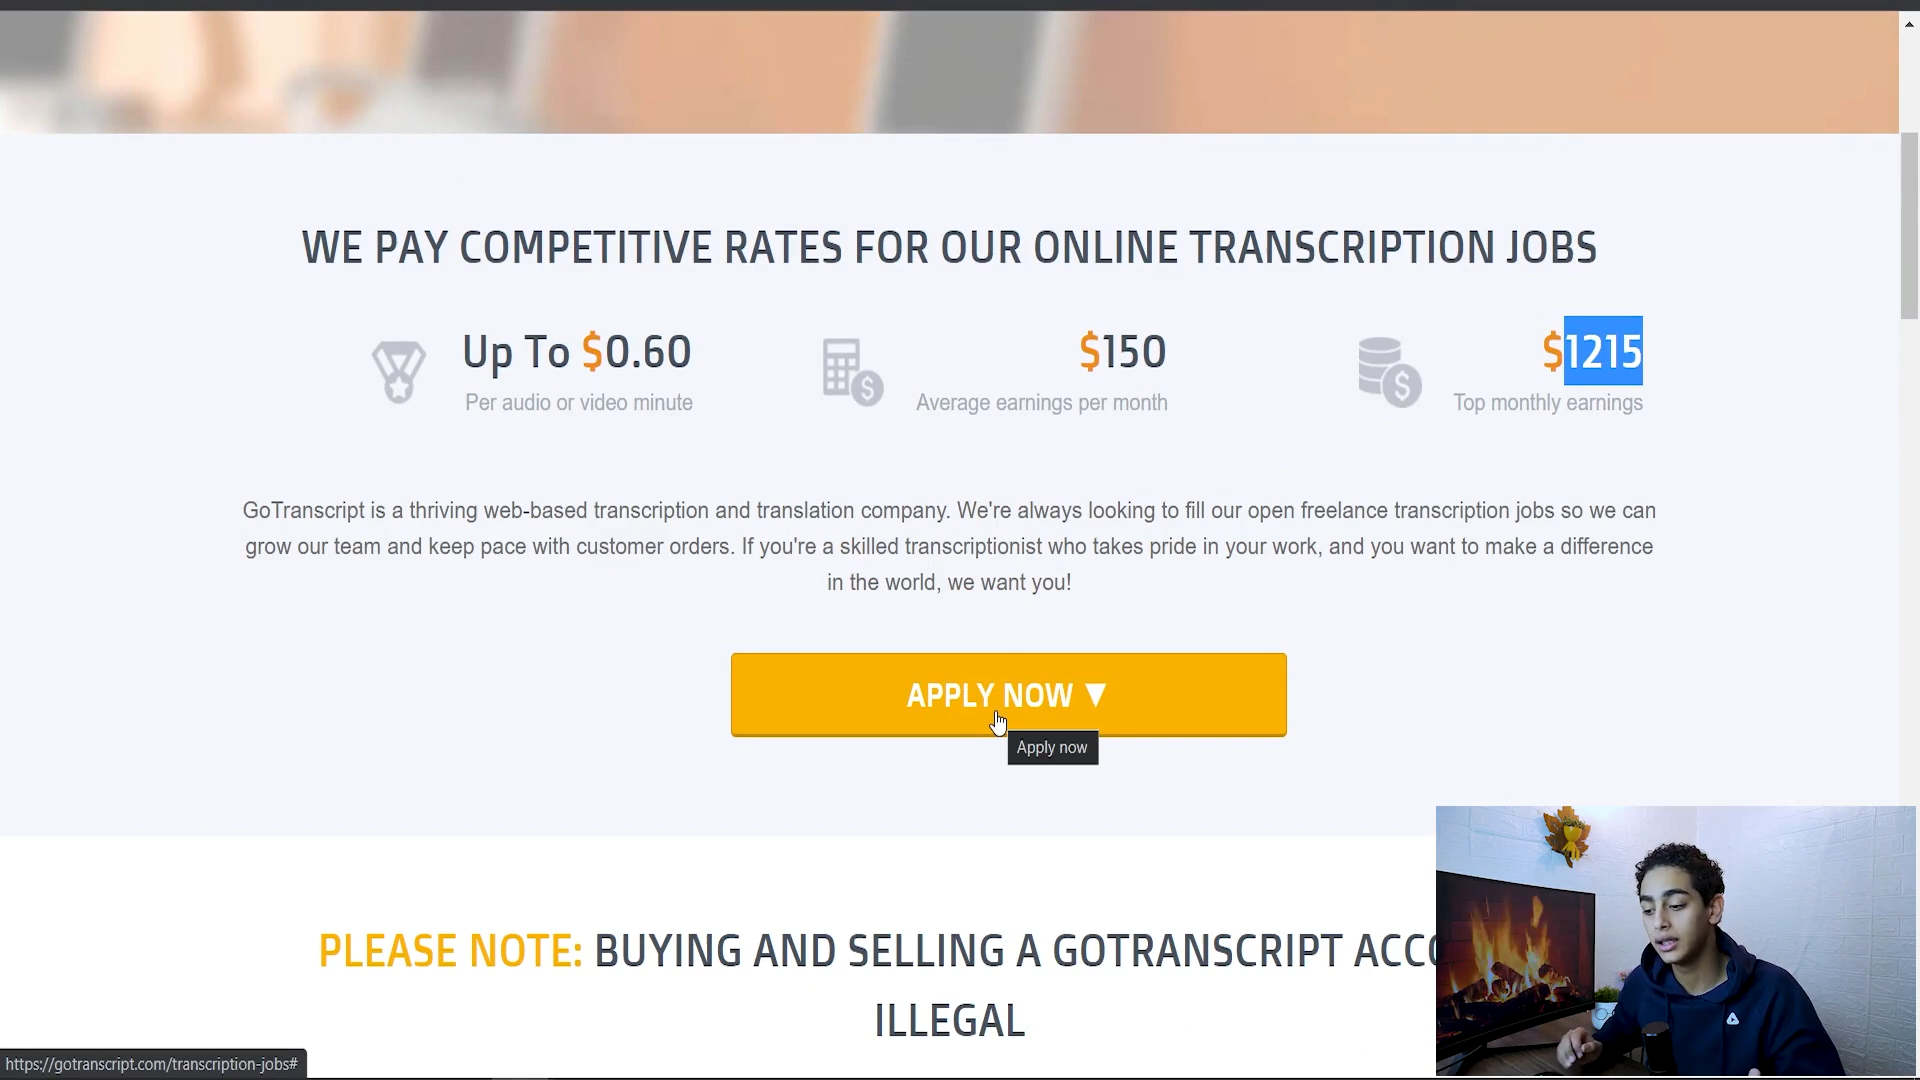 WE PAY COMPETITIVE RATES FOR OUR ONLINE TRANSCRIPTION JOBS
Up To $0.60
Per audio or video minute
$150
Average earnings per month
$1215
Top monthly earnings
GoTranscript is a thriving web-based transcription and translation company. We're always looking to fill our open freelance transcription jobs so we can
grow our team and keep pace with customer orders. If you're a skilled transcriptionist who takes pride in your work, and you want to make a difference
in the world, we want you!
APPLY NOW ▼
Apply now
PLEASE NOTE: BUYING AND SELLING A GOTRANSCRIPT ACCO
ILLEGAL
https://gotranscript.com/transcription-jobs#